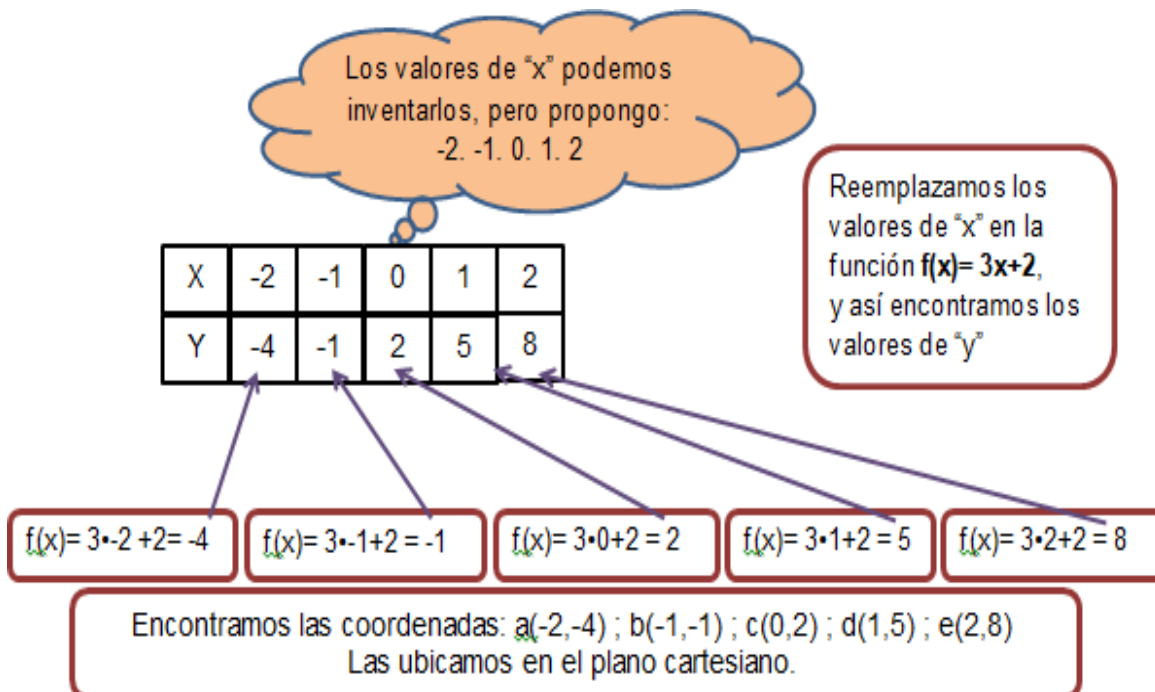 Los valores de “x” podemos
inventarlos, pero propongo:
-2. -1. 0. 1. 2
Reemplazamos los
valores de “x” en la
función f(x)= 3x+2,
y así encontramos los
valores de “y”
X -2 -1 0 1 2
Y -4 -1 2 5 8
f(x)= 3•-2 +2= -4
f(x)= 3•-1+2 = -1
f(x)= 3•0+2 = 2
f(x)= 3•1+2 = 5
f(x)= 3•2+2 = 8
Encontramos las coordenadas: a(-2,-4) ; b(-1,-1) ; c(0,2) ; d(1,5) ; e(2,8)
Las ubicamos en el plano cartesiano.